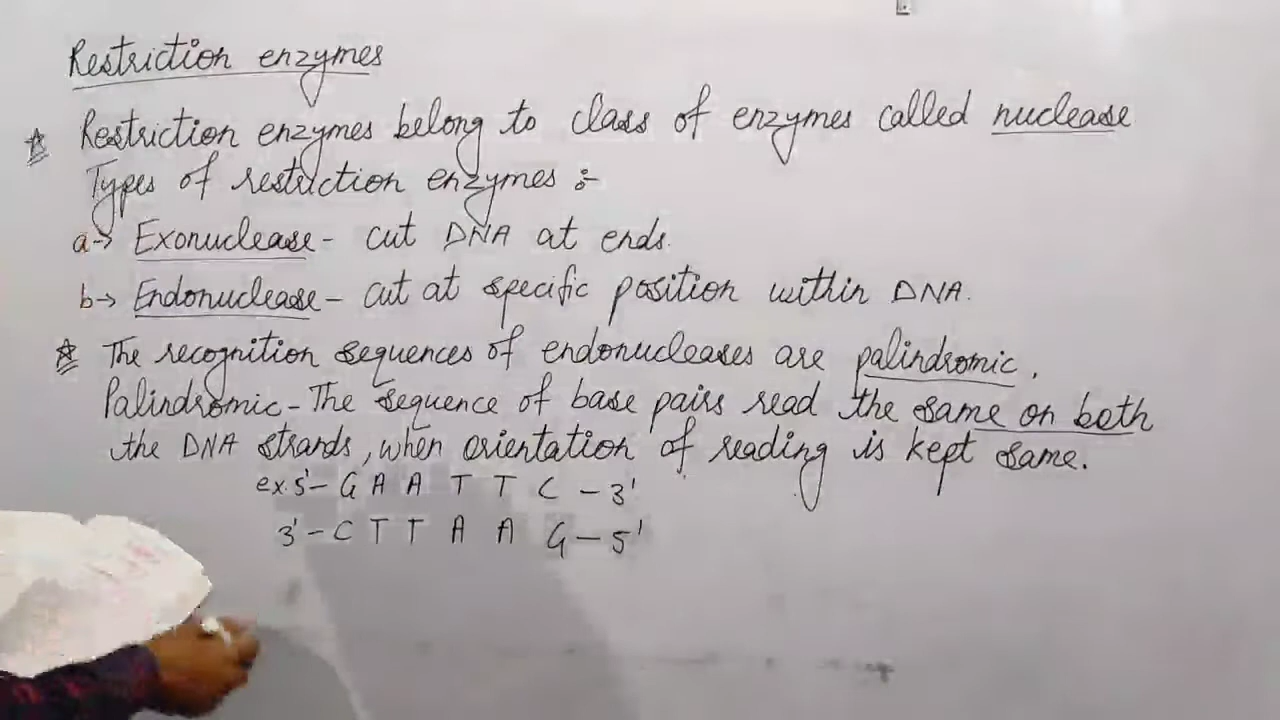 Restriction enzymes
Restriction enzymes belong to class of enzymes called nuclease
Types of restriction enzymes :-
a→ Exonuclease - cut DNA at ends.
b→ Endonuclease - cut at specific position within DNA.
The recognition sequences of endonucleases are palindromic.
Palindromic - The sequence of base pairs read the same on both
the DNA strands, when orientation of reading is kept same.
ex. 5'- G A A T T C - 3'
3'- C T T A A G - 5'